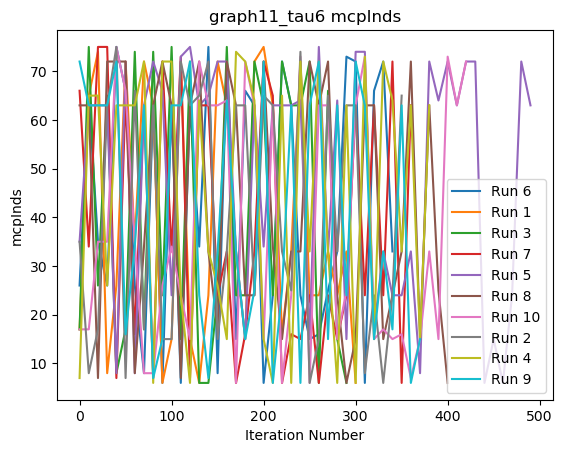 graph11_tau6 mcpInds
mcpInds
70
60
50
40
30
20
10
0
100
200
300
400
500
Iteration Number
Run 6
Run 1
Run 3
Run 7
Run 5
Run 8
Run 10
Run 2
Run 4
Run 9